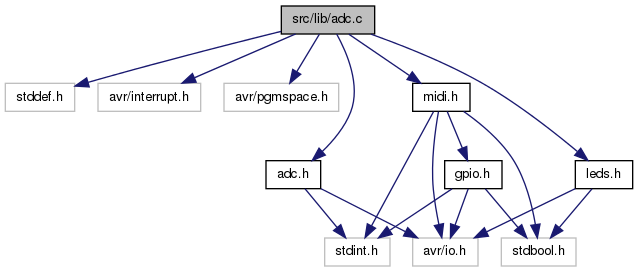 src/lib/adc.c
stddef.h
avr/interrupt.h
avr/pgmspace.h
midi.h
adc.h
gpio.h
leds.h
stdint.h
avr/io.h
stdbool.h